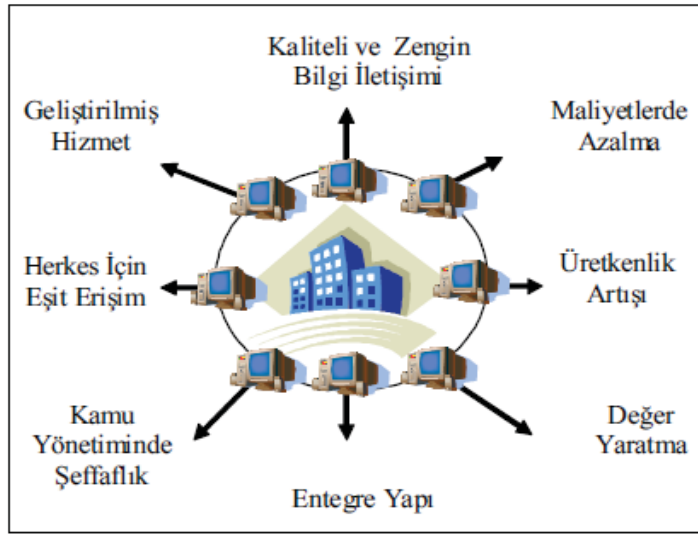 Kaliteli ve Zengin
Bilgi İletişimi
Geliştirilmiş
Hizmet
Maliyetlerde
Azalma
Herkes İçin
Eşit Erişim
Üretkenlik
Artışı
Kamu
Yönetiminde
Şeffaflık
Değer
Yaratma
Entegre Yapı